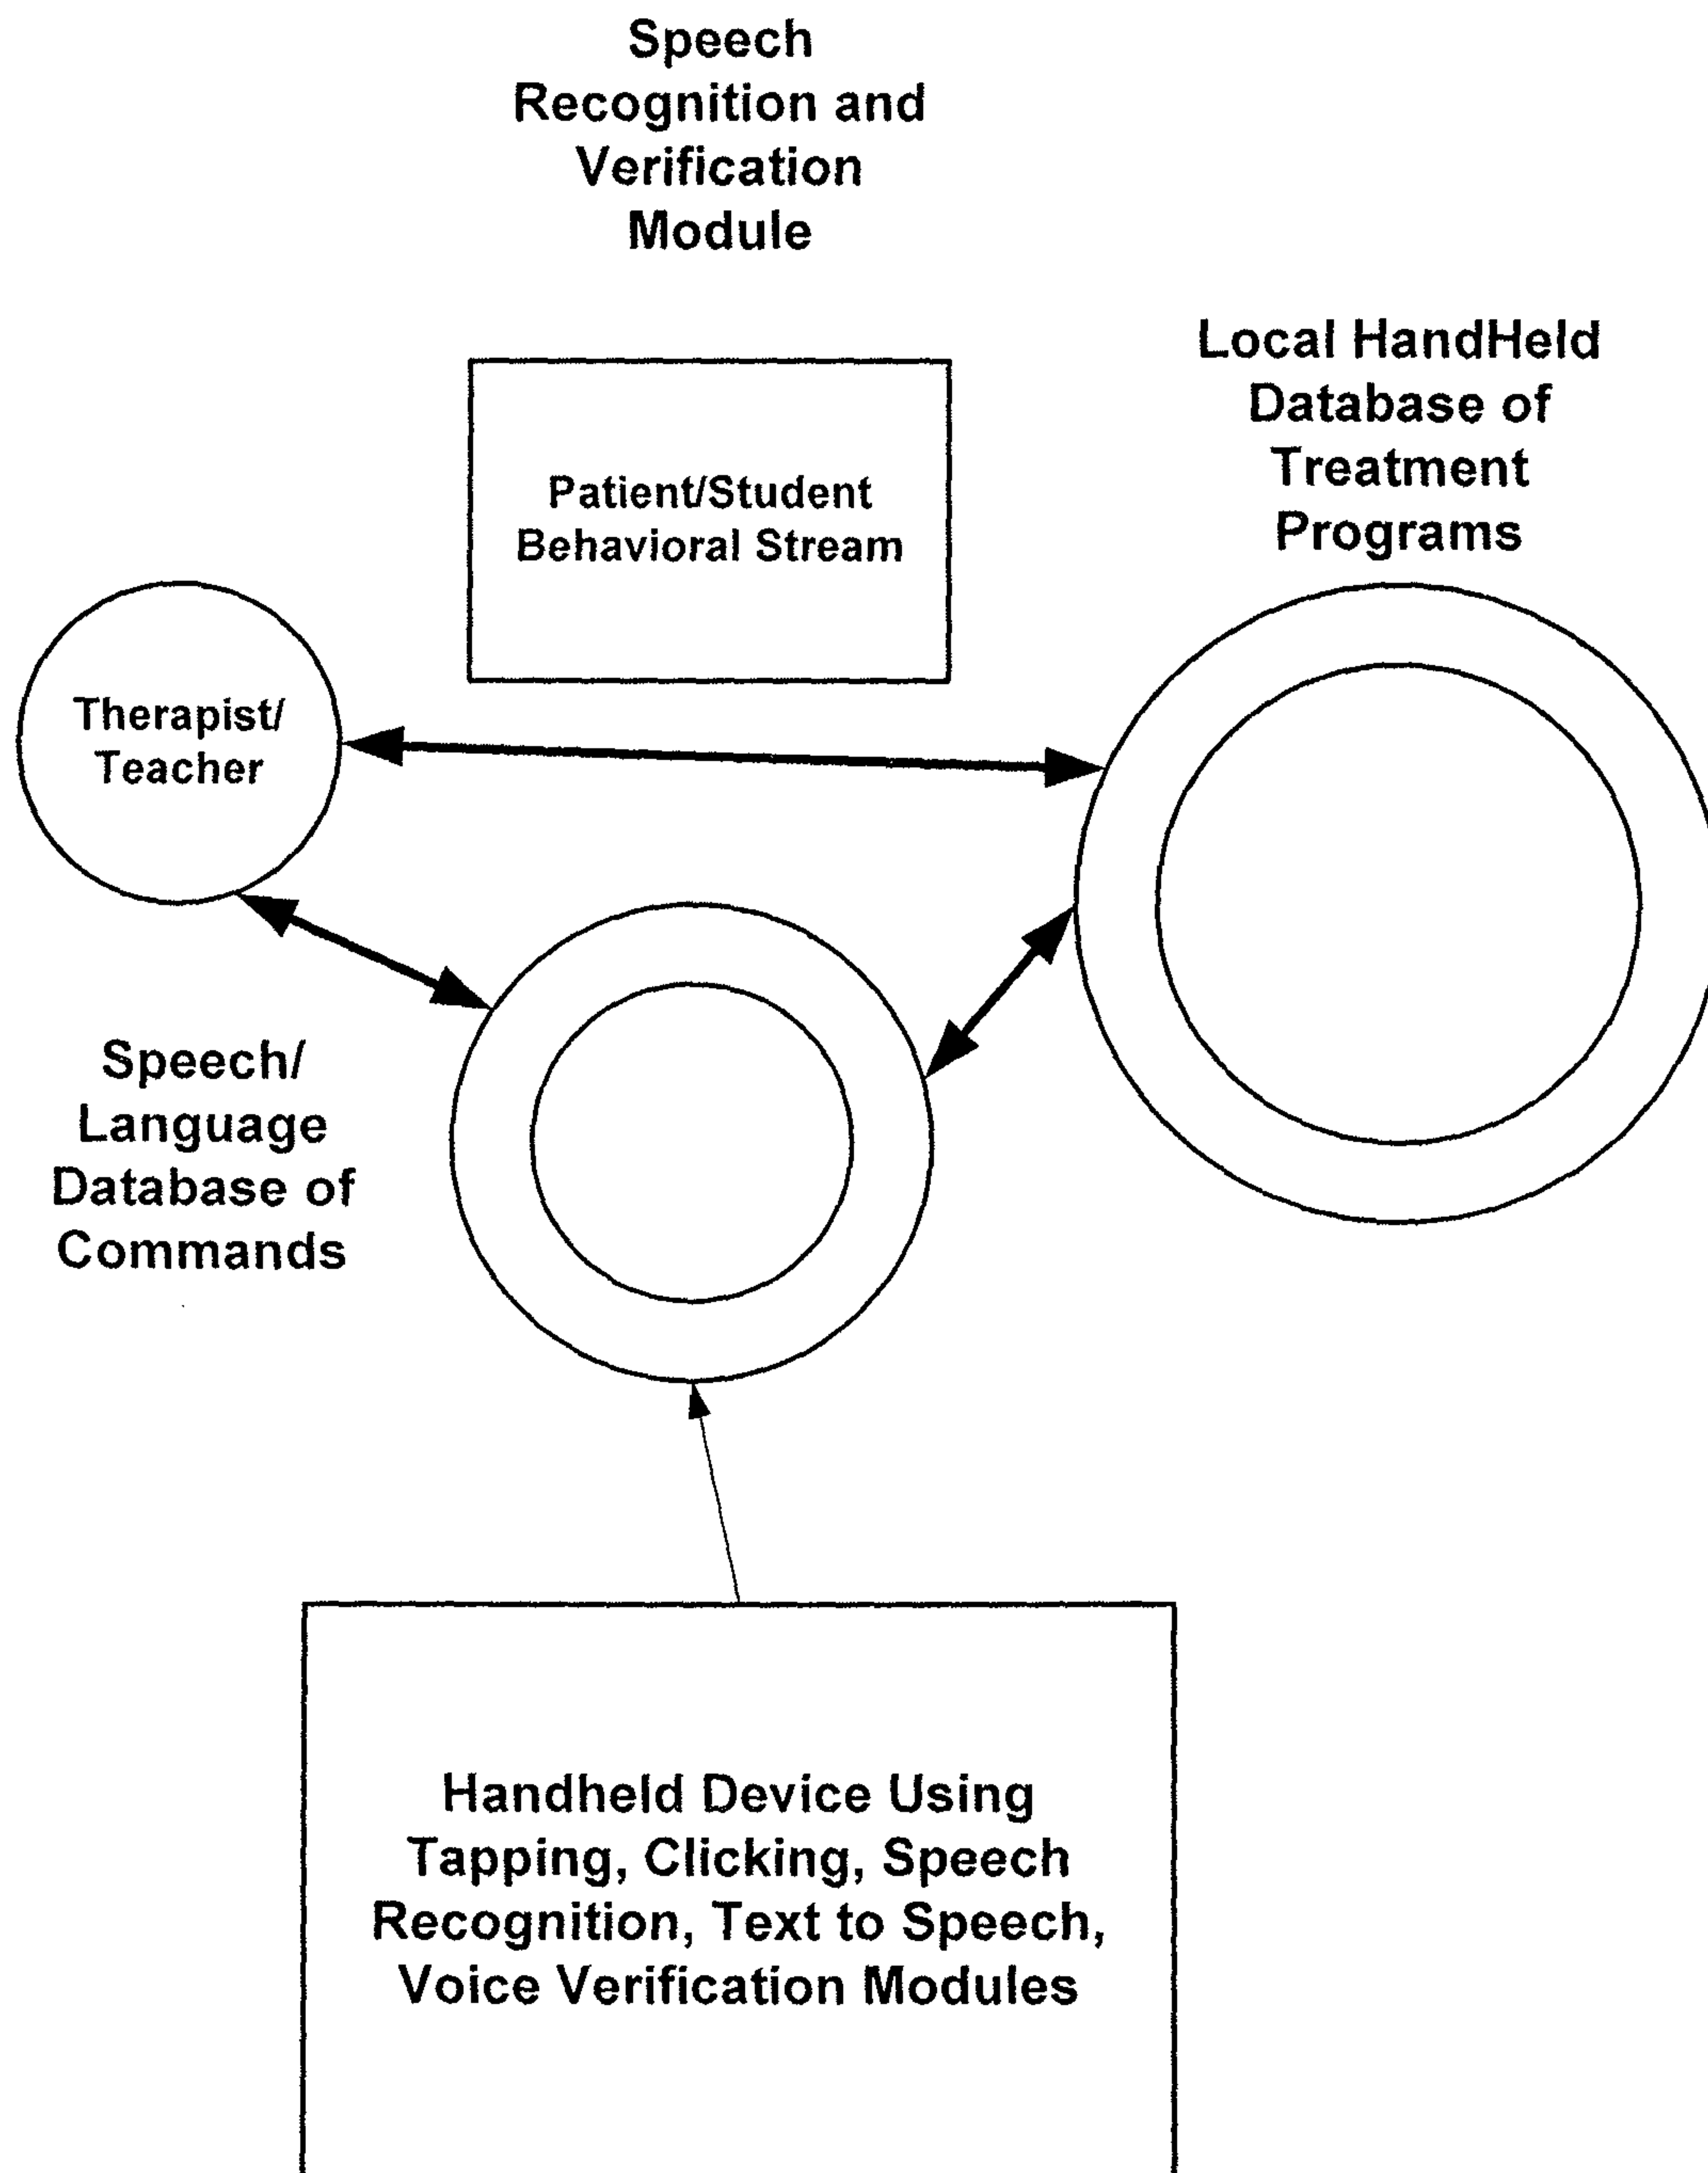 Speech
Recognition and
Verification
Module
Local HandHeld
Database of
Treatment
Programs
Patient/Student
Behavioral Stream
Therapist/
Teacher
Speech/
Language
Database of
Commands
Handheld Device Using
Tapping, Clicking, Speech
Recognition, Text to Speech,
Voice Verification Modules